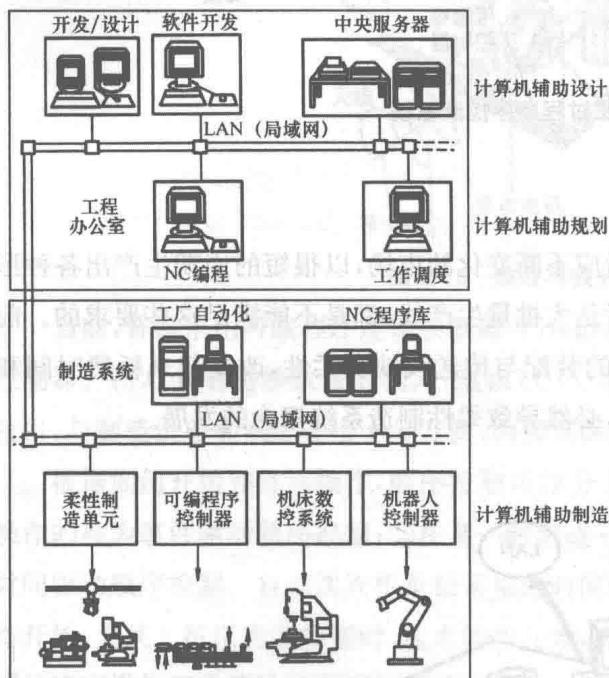 开发/设计
软件开发
中央服务器
计算机辅助设计
LAN（局域网）
工程
办公室
NC编程
工作调度
计算机辅助规划
工厂自动化
NC程序库
制造系统
LAN（局域网）
柔性制
造单元
可编程序
控制器
机床数
控系统
机器人
控制器
计算机辅助制造